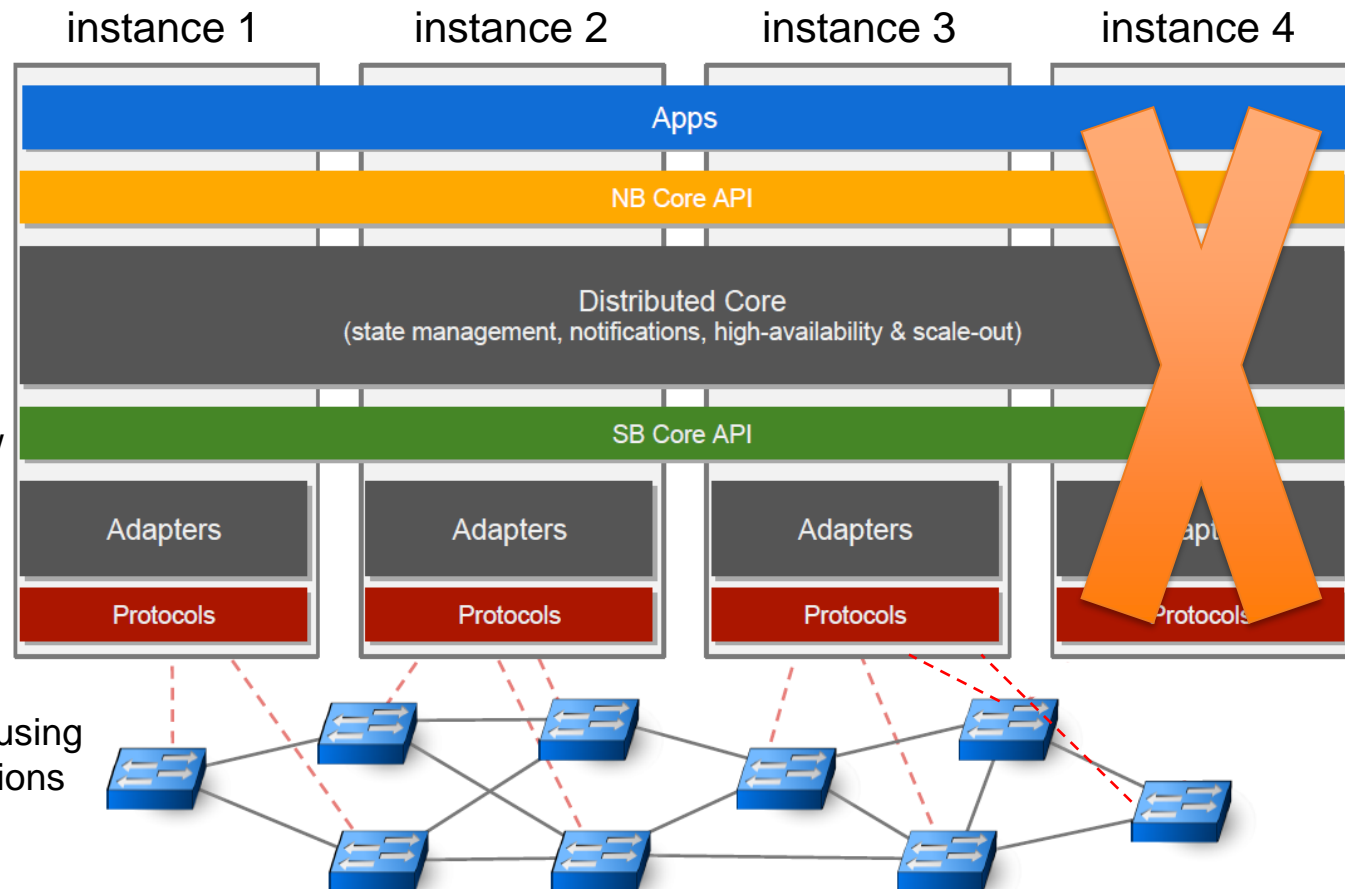 instance 1 instance 2 instance 3 instance 4
Apps
NB Core API
Distributed Core
(state management, notifications, high-availability & scale-out)
SB Core API
Adapters Adapters Adapters
Protocols Protocols Protocols Protocols
using